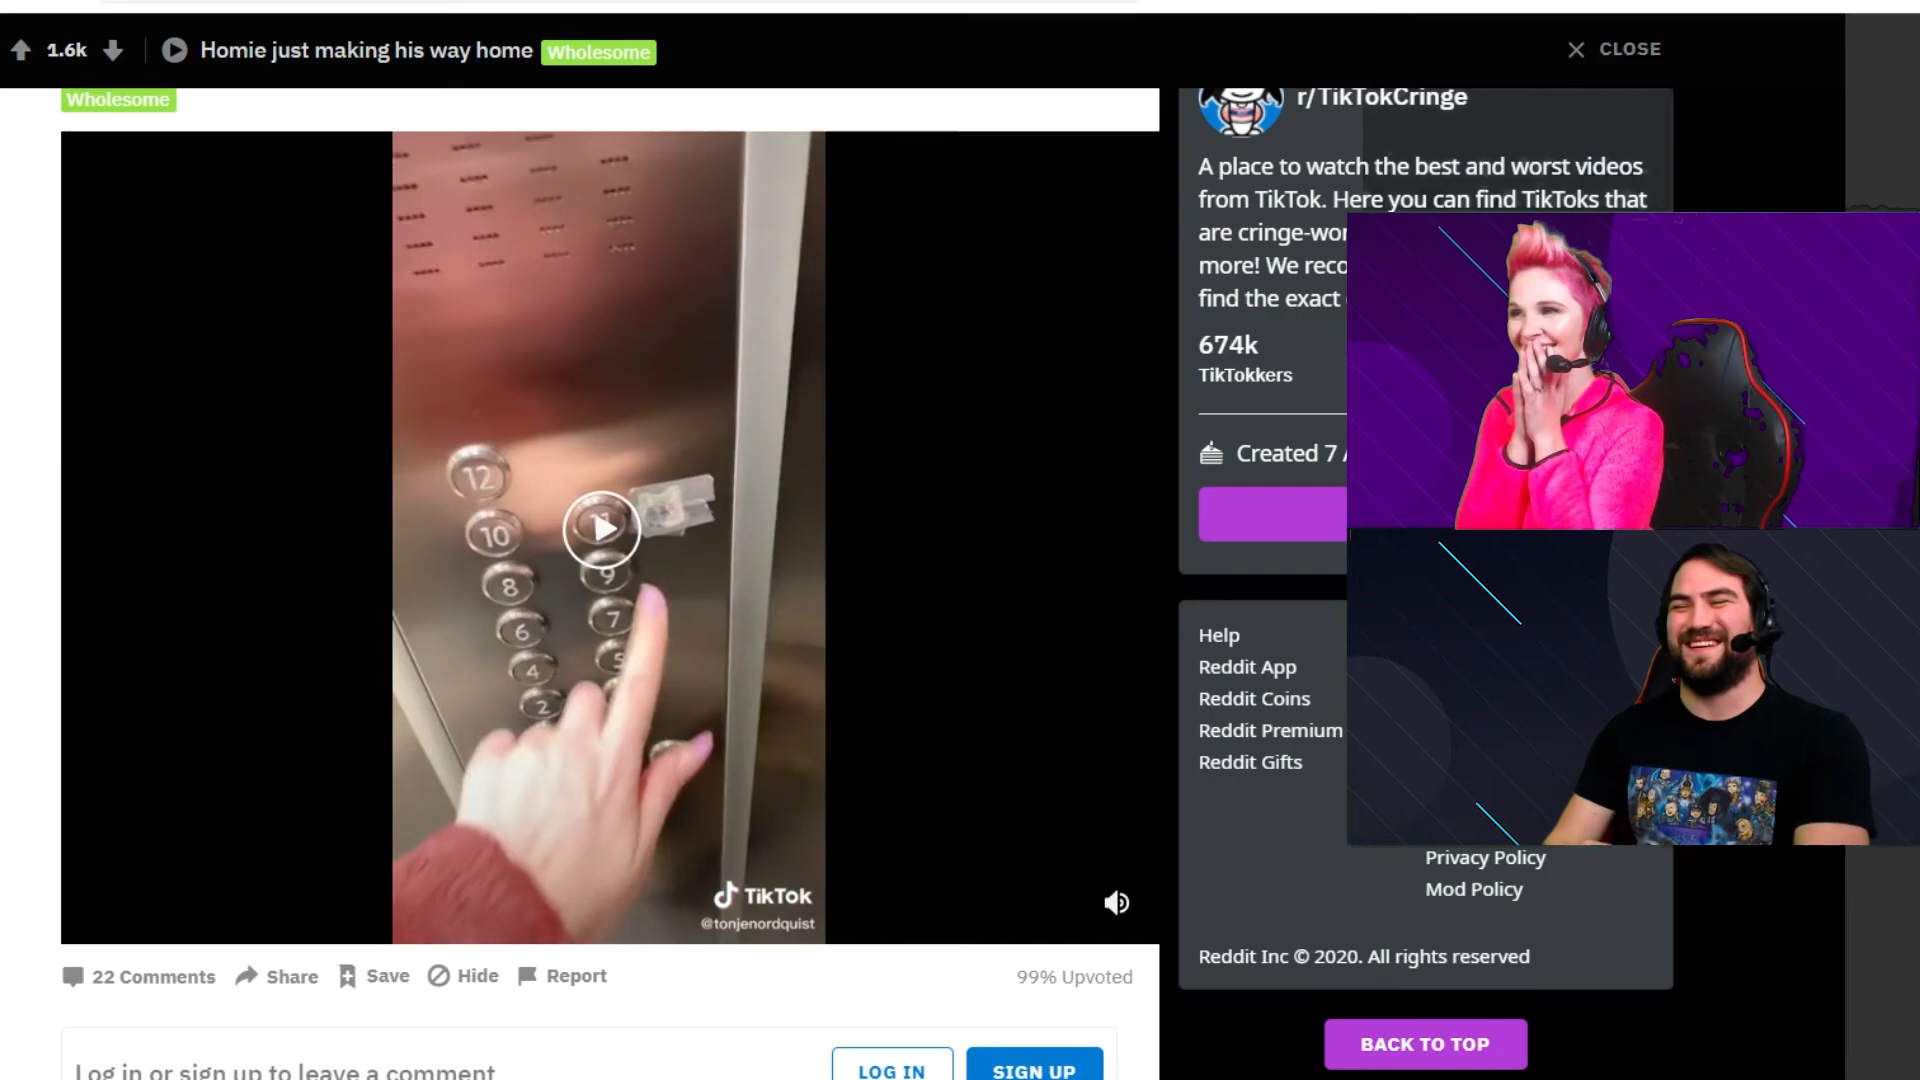 1.6k
Homie just making his way home Wholesome
CLOSE
Wholesome
r/TikTokCringe
A place to watch the best and worst videos
from TikTok. Here you can find TikToks that
are cringe-wor
more! We reco
find the exact
674k
TikTokkers
Created 7
12
11
10
9
8
7
6
5
4
2
TikTok
@tonjenordquist
Help
Reddit App
Reddit Coins
Reddit Premium
Reddit Gifts
Privacy Policy
Mod Policy
Reddit Inc © 2020. All rights reserved
BACK TO TOP
22 Comments
Share
Save
Hide
Report
99% Upvoted
Log in or sign up to leave a comment
LOG IN
SIGN UP